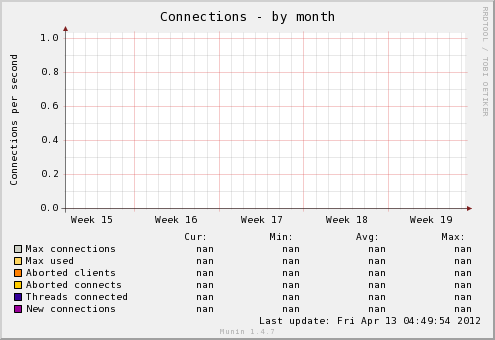 Connections - by month
RRDTOOL / TOBI OETIKER
Connections per second
1.0
0.8
0.6
0.4
0.2
0.0
Week 15 Week 16 Week 17 Week 18 Week 19
Cur: Min: Avg: Max:
Max connections nan nan nan nan
Max used nan nan nan nan
Aborted clients nan nan nan nan
Aborted connects nan nan nan nan
Threads connected nan nan nan nan
New connections nan nan nan nan
Last update: Fri Apr 13 04:49:54 2012
Munin 1.4.7